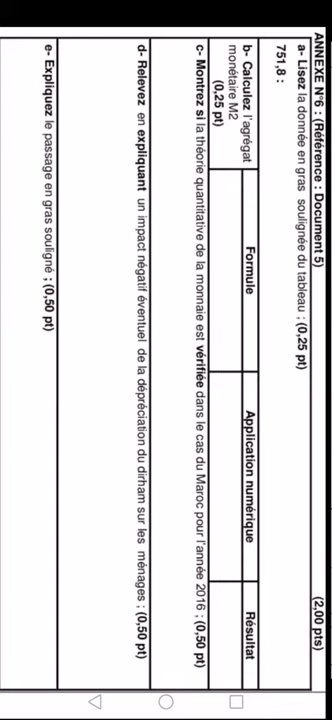 ANNEXE N°6 : (Référence : Document 5) (2,00 pts)
a- Lisez la donnée en gras soulignée du tableau ; (0,25 pt)
751,8 :
b- Calculez l'agrégat
monétaire M2
(0,25 pt)
Formule
Application numérique
Résultat
c- Montrez si la théorie quantitative de la monnaie est vérifiée dans le cas du Maroc pour l'année 2016 ; (0,50 pt)
d- Relevez en expliquant un impact négatif éventuel de la dépréciation du dirham sur les ménages ; (0,50 pt)
e- Expliquez le passage en gras souligné ; (0,50 pt)